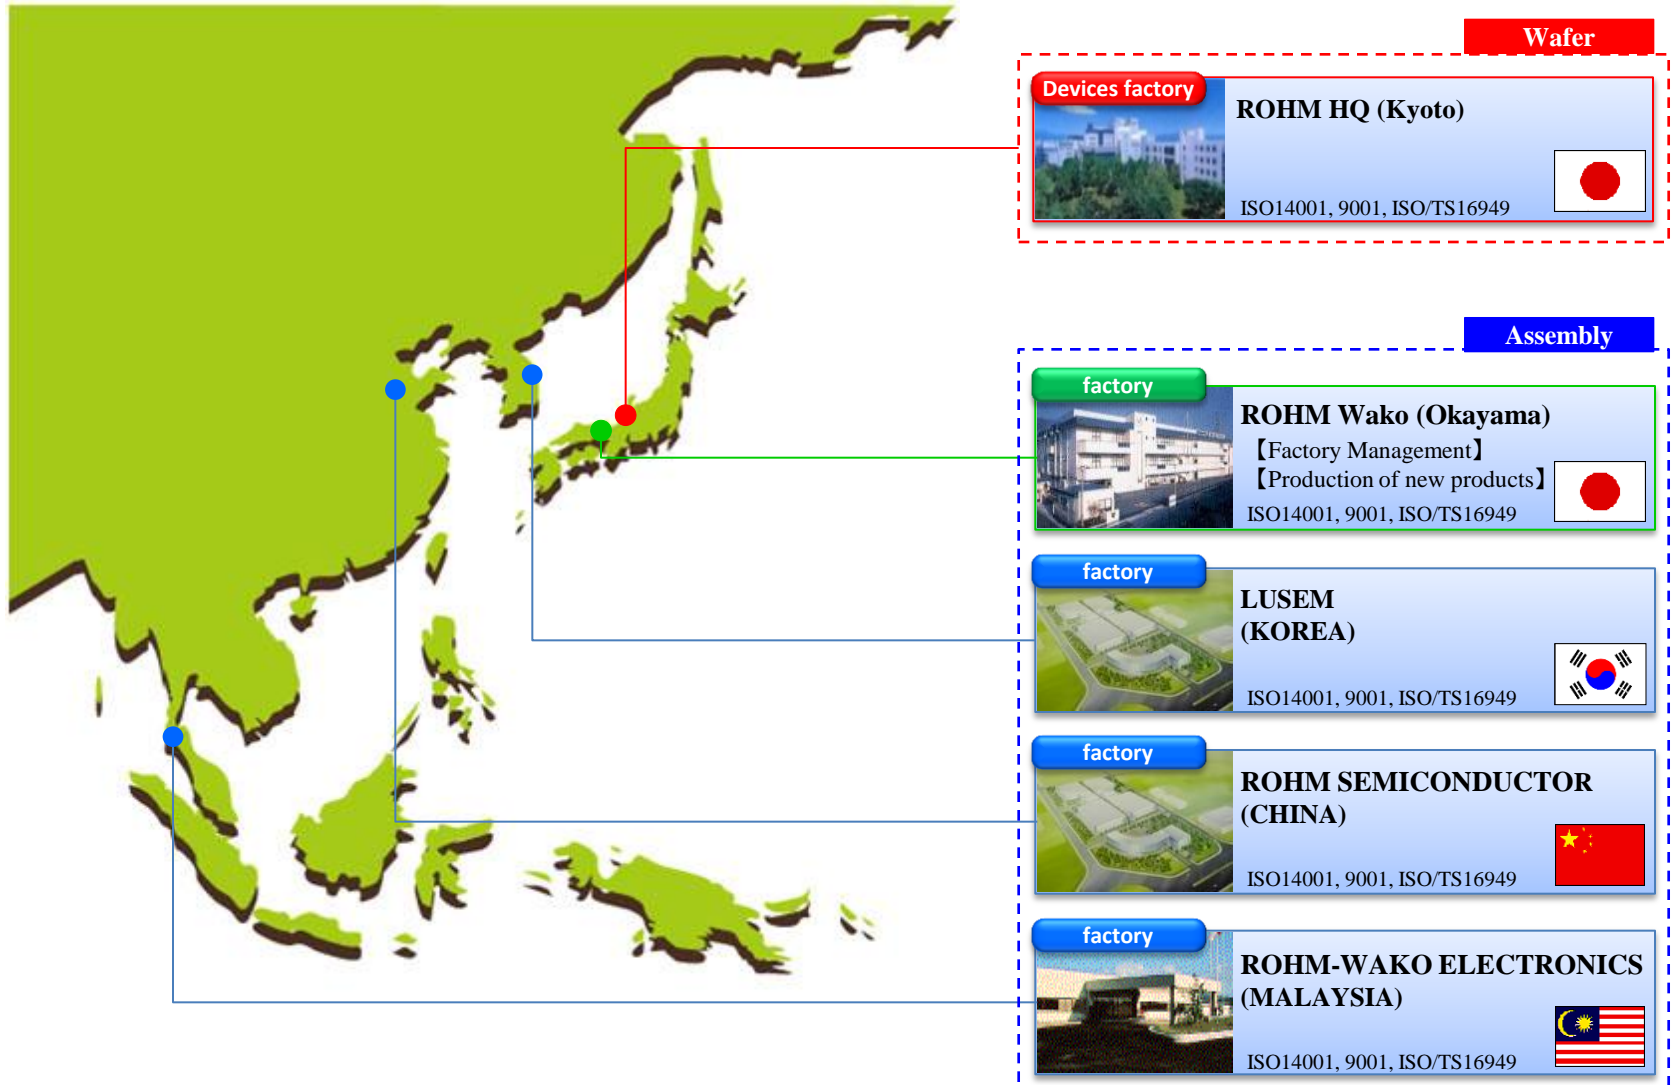 Wafer
Devices factory
ROHM HQ (Kyoto)
ISO14001, 9001, ISO/TS16949
Assembly
factory
ROHM Wako (Okayama)
【Factory Management】
【Production of new products】
ISO14001, 9001, ISO/TS16949
factory
LUSEM
(KOREA)
ISO14001, 9001, ISO/TS16949
factory
ROHM SEMICONDUCTOR
(CHINA)
ISO14001, 9001, ISO/TS16949
factory
ROHM-WAKO ELECTRONICS
(MALAYSIA)
ISO14001, 9001, ISO/TS16949